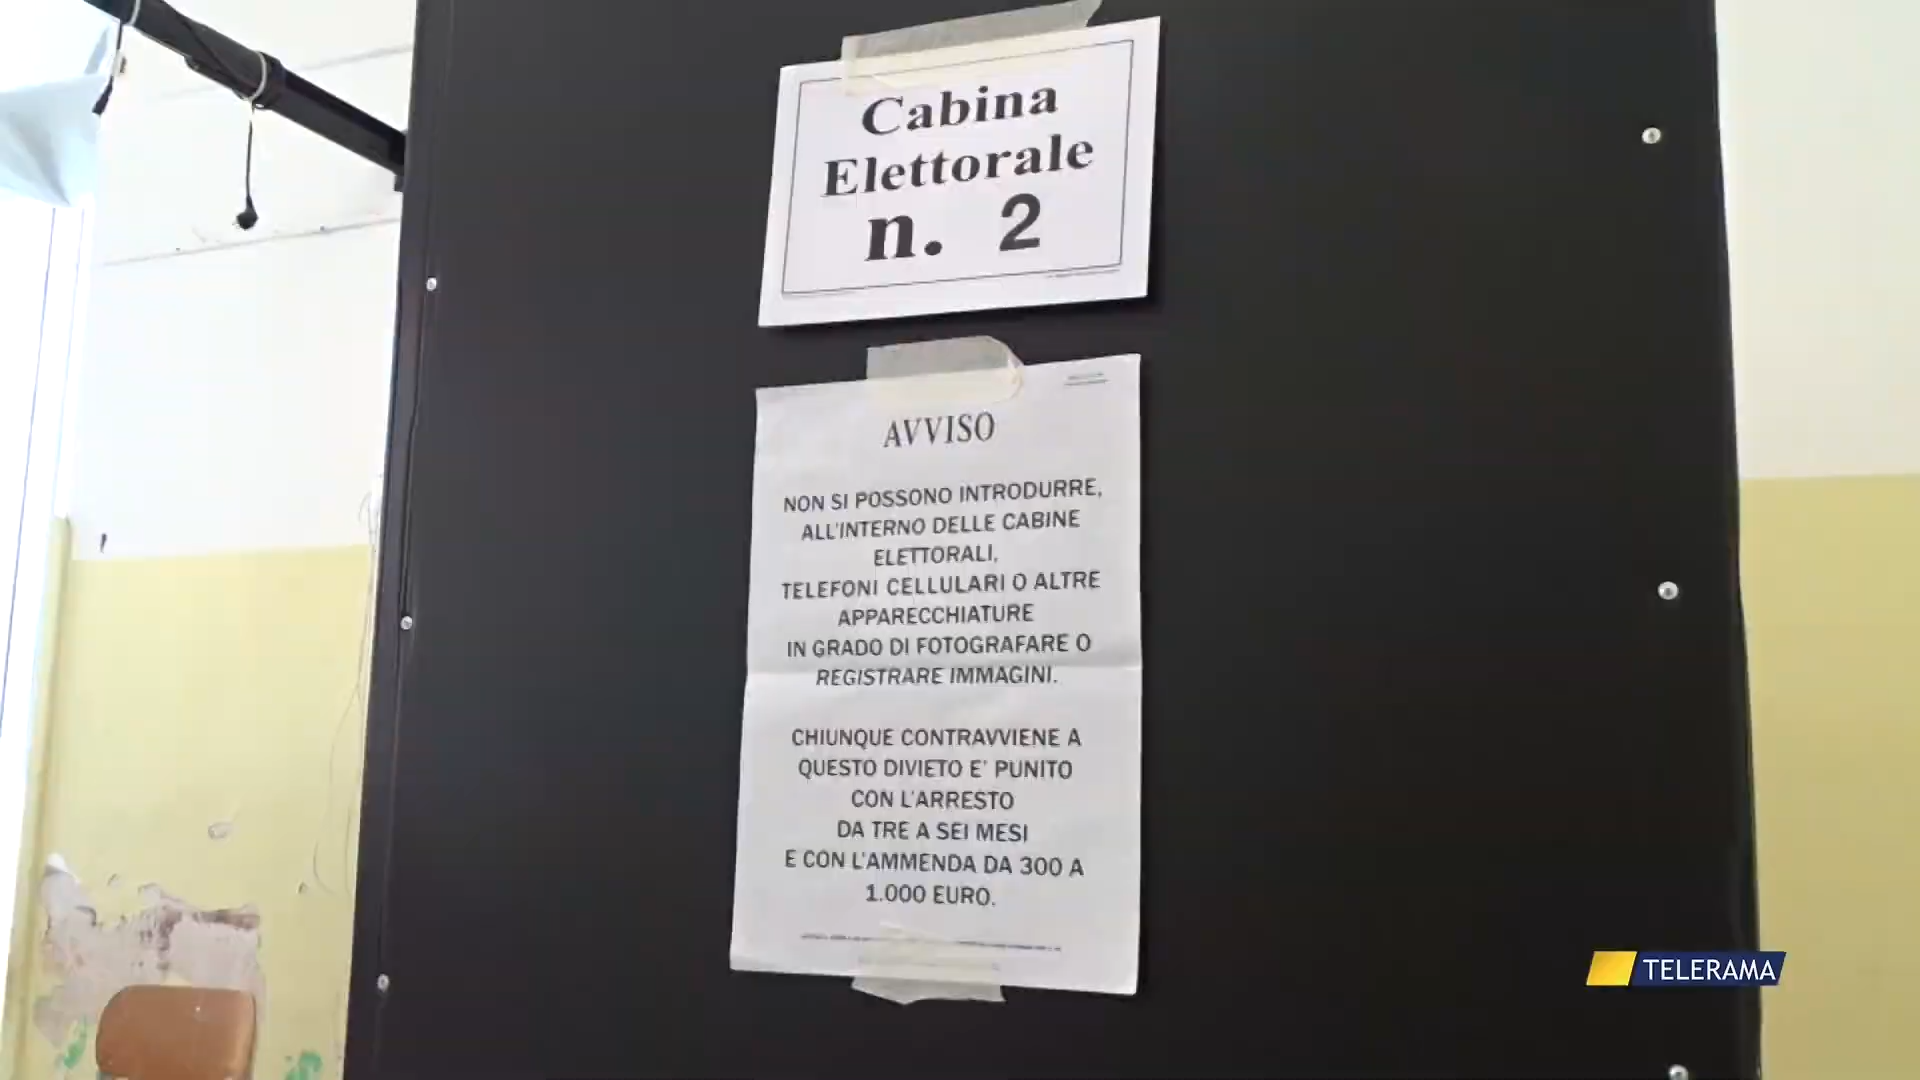 Cabina
Elettorale
n. 2
AVVISO
NON SI POSSONO INTRODURRE,
ALL'INTERNO DELLE CABINE
ELETTORALI,
TELEFONI CELLULARI O ALTRE
APPARECCHIATURE
IN GRADO DI FOTOGRAFARE O
REGISTRARE IMMAGINI.
CHIUNQUE CONTRAVVIENE A
QUESTO DIVIETO E' PUNITO
CON L'ARRESTO
DA TRE A SEI MESI
E CON L'AMMENDA DA 300 A
1.000 EURO.
TELERAMA